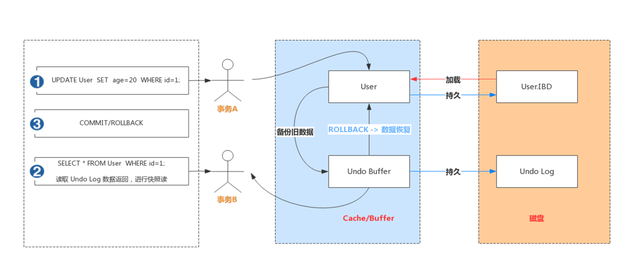 1 UPDATE User SET age=20 WHERE id=1;
事务A
3 COMMIT/ROLLBACK
2 SELECT * FROM User WHERE id=1;
读取 Undo Log 数据返回，进行快照读
事务B
User
备份旧数据
ROLLBACK -> 数据恢复
Undo Buffer
Cache/Buffer
加载
持久
User.IBD
持久
Undo Log
磁盘